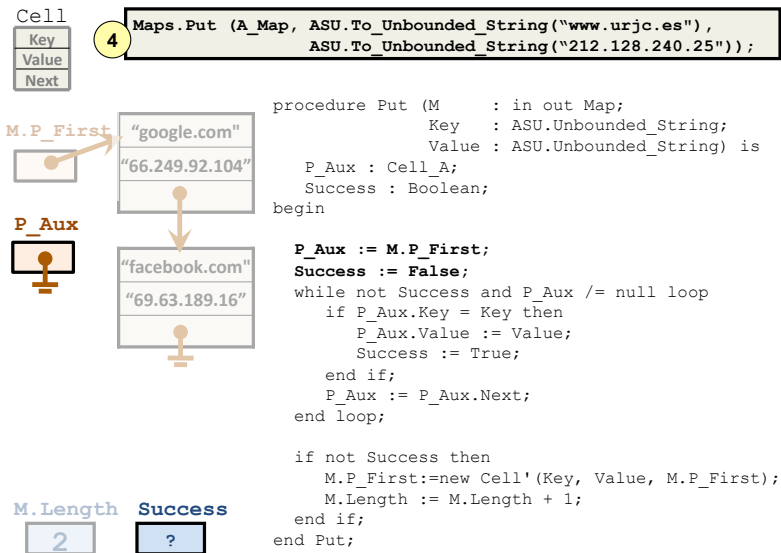 Cell
Key
Value
Next
4
Maps.Put (A_Map, ASU.To_Unbounded_String(“www.urjc.es"),
ASU.To_Unbounded_String(“212.128.240.25"));
M.P_First
“google.com"
“66.249.92.104”
P_Aux
“facebook.com"
“69.63.189.16”
procedure Put (M : in out Map;
Key : ASU.Unbounded_String;
Value : ASU.Unbounded_String) is
P_Aux : Cell_A;
Success : Boolean;
begin
P_Aux := M.P_First;
Success := False;
while not Success and P_Aux /= null loop
if P_Aux.Key = Key then
P_Aux.Value := Value;
Success := True;
end if;
P_Aux := P_Aux.Next;
end loop;
if not Success then
M.P_First:=new Cell'(Key, Value, M.P_First);
M.Length := M.Length + 1;
end if;
end Put;
M.Length Success
2 ?